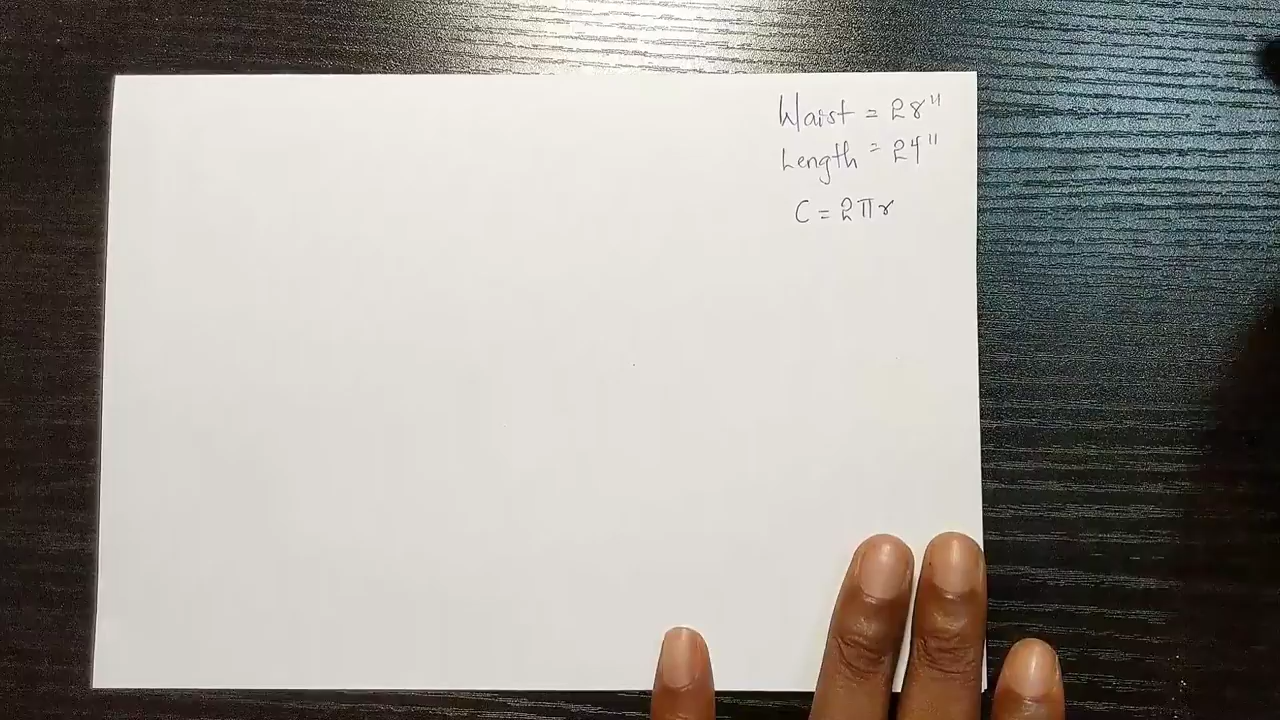 Waist = 28"
Length = 24"
C = 2πr